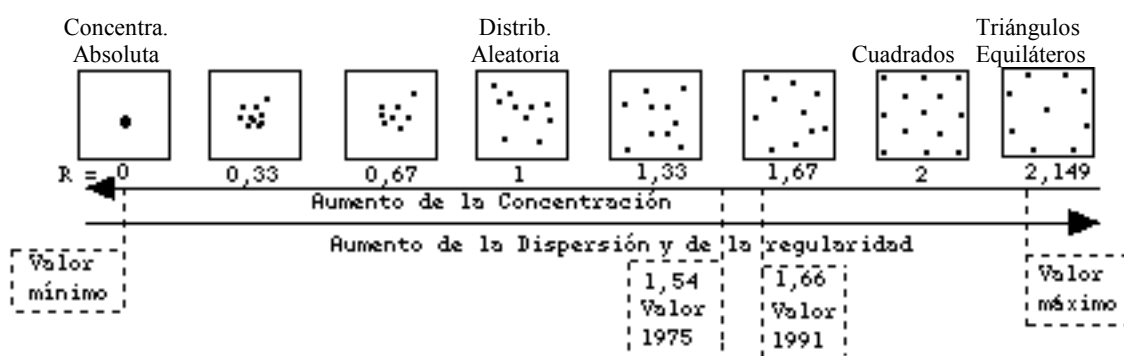 Concentra.
Absoluta
Distrib.
Aleatoria
Cuadrados
Triángulos
Equiláteros
R = 0 0,33 0,67 1 1,33 1,67 2 2,149
Aumento de la Concentración
Aumento de la Dispersión y de la regularidad
Valor
mínimo
1,54
Valor
1975
1,66
Valor
1991
Valor
máximo